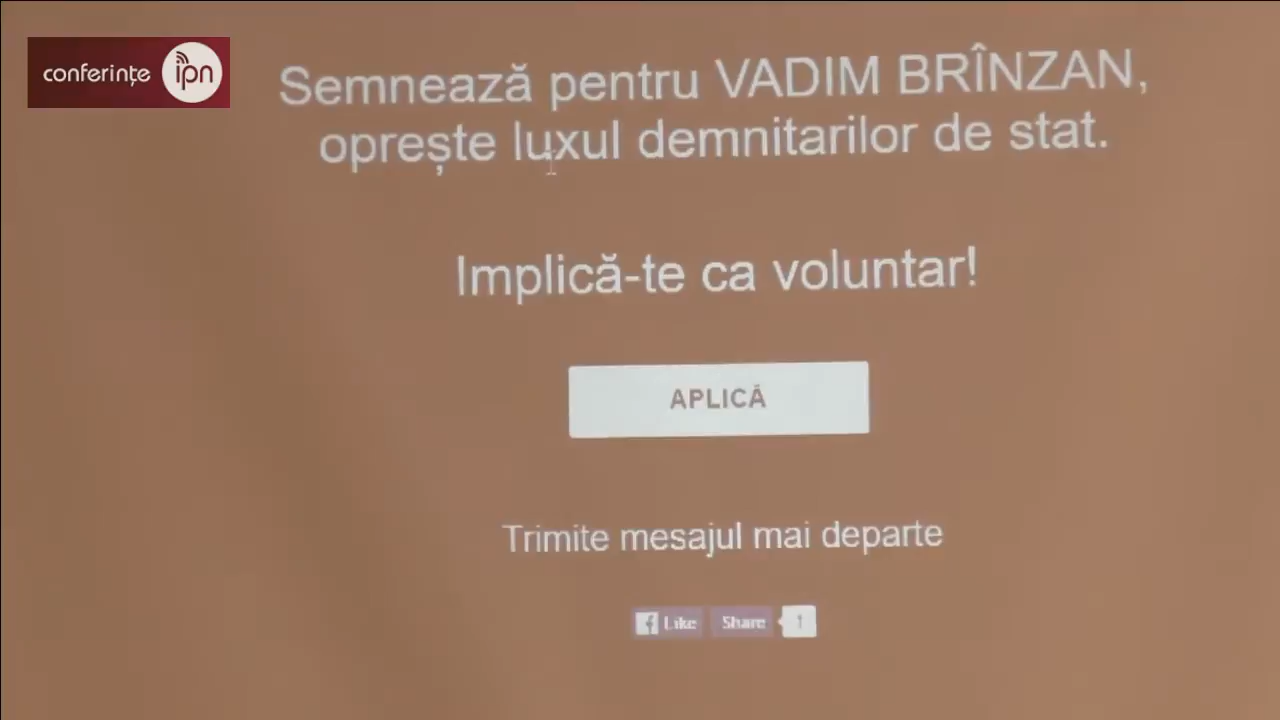 conferințe ipn
Semnează pentru VADIM BRÎNZAN,
oprește luxul demnitarilor de stat.
Implică-te ca voluntar!
APLICĂ
Trimite mesajul mai departe
Like Share 1